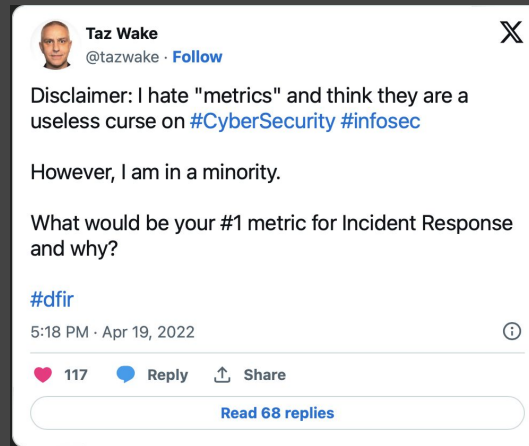 Taz Wake
@tazwake · Follow
Disclaimer: I hate "metrics" and think they are a
useless curse on #CyberSecurity #infosec
However, I am in a minority.
What would be your #1 metric for Incident Response
and why?
#dfir
5:18 PM · Apr 19, 2022
117 Reply Share
Read 68 replies